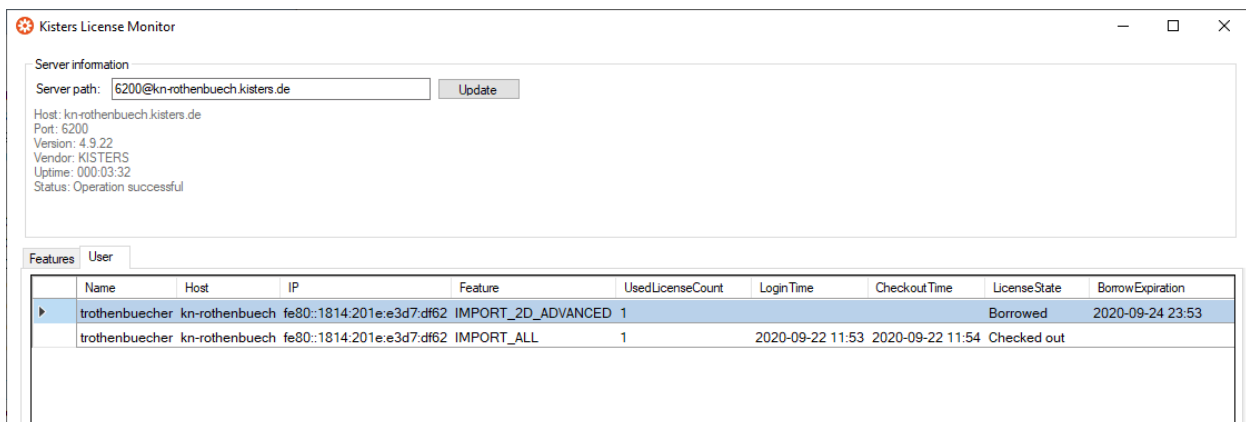 Kisters License Monitor
Server information
Server path: 6200@kn-rothenbuech.kisters.de Update
Host: kn-rothenbuech.kisters.de
Port: 6200
Version: 4.9.22
Vendor: KISTERS
Uptime: 000:03:32
Status: Operation successful
Features User
Name Host IP Feature UsedLicenseCount LoginTime CheckoutTime LicenseState BorrowExpiration
trothenbuecher kn-rothenbuech fe80::1814:201e:e3d7:df62 IMPORT_2D_ADVANCED 1 Borrowed 2020-09-24 23:53
trothenbuecher kn-rothenbuech fe80::1814:201e:e3d7:df62 IMPORT_ALL 1 2020-09-22 11:53 2020-09-22 11:54 Checked out